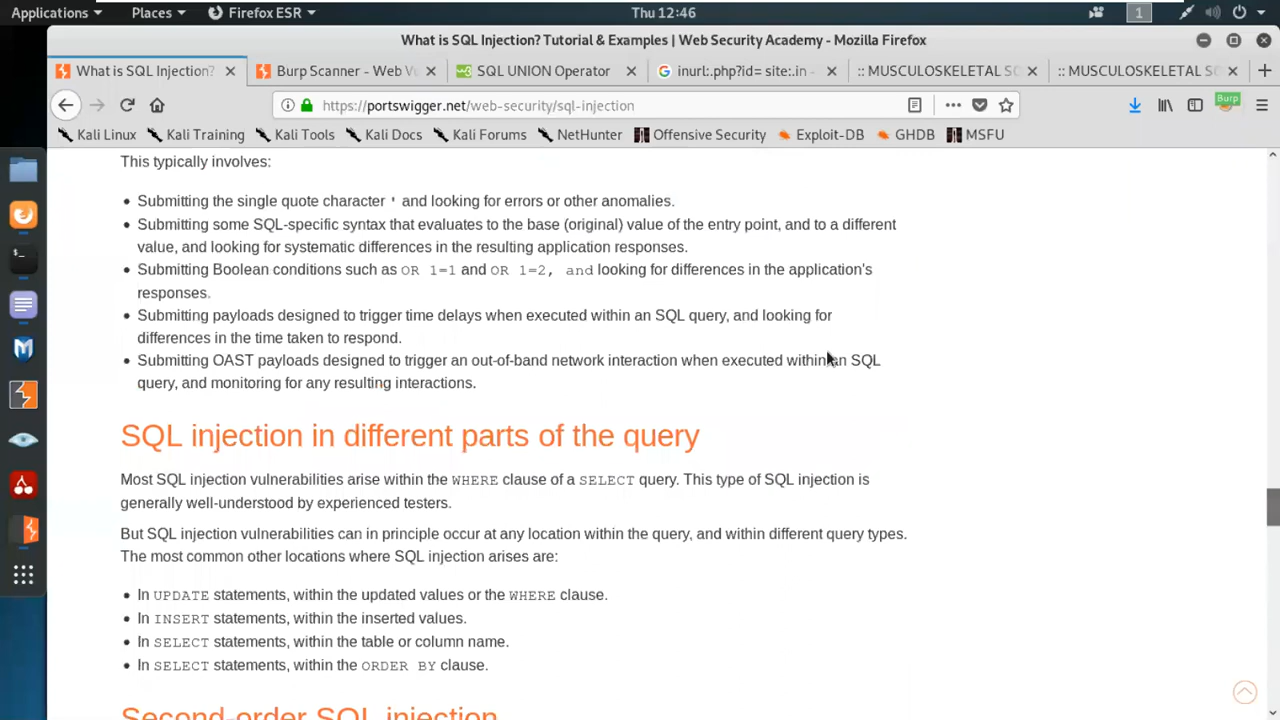 Applications Places Firefox ESR Thu 12:46 1
What is SQL Injection? Tutorial & Examples | Web Security Academy - Mozilla Firefox
What is SQL Injection? Burp Scanner - Web Vu SQL UNION Operator inurl:.php?id= site:.in - :: MUSCULOSKELETAL SO :: MUSCULOSKELETAL SO
https://portswigger.net/web-security/sql-injection Burp
Kali Linux Kali Training Kali Tools Kali Docs Kali Forums NetHunter Offensive Security Exploit-DB GHDB MSFU
This typically involves:
• Submitting the single quote character ' and looking for errors or other anomalies.
• Submitting some SQL-specific syntax that evaluates to the base (original) value of the entry point, and to a different
value, and looking for systematic differences in the resulting application responses.
• Submitting Boolean conditions such as OR 1=1 and OR 1=2, and looking for differences in the application's
responses.
• Submitting payloads designed to trigger time delays when executed within an SQL query, and looking for
differences in the time taken to respond.
• Submitting OAST payloads designed to trigger an out-of-band network interaction when executed within an SQL
query, and monitoring for any resulting interactions.
SQL injection in different parts of the query
Most SQL injection vulnerabilities arise within the WHERE clause of a SELECT query. This type of SQL injection is
generally well-understood by experienced testers.
But SQL injection vulnerabilities can in principle occur at any location within the query, and within different query types.
The most common other locations where SQL injection arises are:
• In UPDATE statements, within the updated values or the WHERE clause.
• In INSERT statements, within the inserted values.
• In SELECT statements, within the table or column name.
• In SELECT statements, within the ORDER BY clause.
Second-order SQL injection